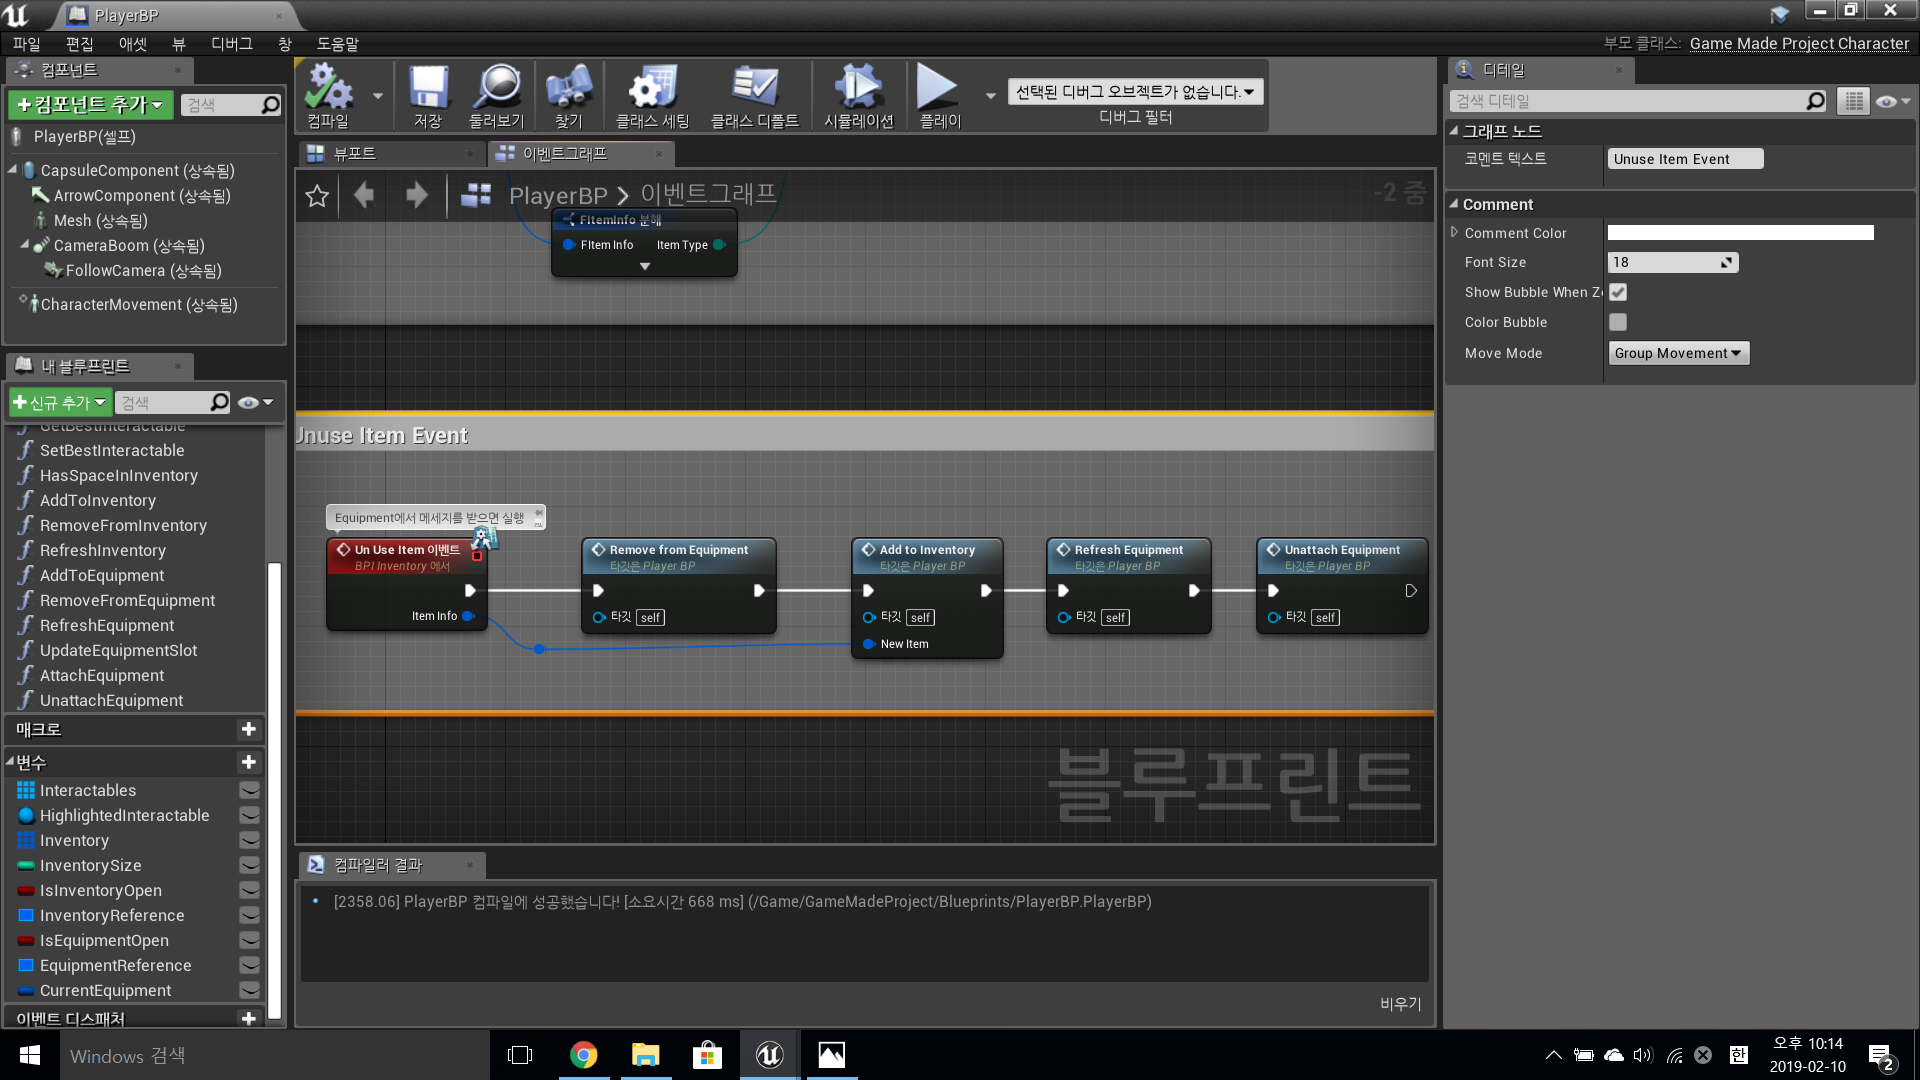 PlayerBP
파일 편집 애셋 뷰 디버그 창 도움말
부모 클래스: Game Made Project Character
컴포넌트
+컴포넌트 추가
검색
PlayerBP(셀프)
CapsuleComponent (상속됨)
ArrowComponent (상속됨)
Mesh (상속됨)
CameraBoom (상속됨)
FollowCamera (상속됨)
CharacterMovement (상속됨)
내 블루프린트
+신규 추가
검색
GetBestInteractable
SetBestInteractable
HasSpaceInInventory
AddToInventory
RemoveFromInventory
RefreshInventory
AddToEquipment
RemoveFromEquipment
RefreshEquipment
UpdateEquipmentSlot
AttachEquipment
UnattachEquipment
매크로
변수
Interactables
HighlightedInteractable
Inventory
InventorySize
IsInventoryOpen
InventoryReference
IsEquipmentOpen
EquipmentReference
CurrentEquipment
이벤트 디스패처
컴파일 저장 둘러보기 찾기 클래스 세팅 클래스 디폴트 시뮬레이션 플레이
선택된 디버그 오브젝트가 없습니다.
디버그 필터
뷰포트
이벤트그래프
PlayerBP > 이벤트그래프
-2 줌
FItemInfo 분해
FItem Info Item Type
Unuse Item Event
Equipment에서 메세지를 받으면 실행
Un Use Item 이벤트
BPI Inventory 에서
Item Info
Remove from Equipment
타깃은 Player BP
타깃 self
Add to Inventory
타깃은 Player BP
타깃 self
New Item
Refresh Equipment
타깃은 Player BP
타깃 self
Unattach Equipment
타깃은 Player BP
타깃 self
블루프린트
컴파일러 결과
[2358.06] PlayerBP 컴파일에 성공했습니다! [소요시간 668 ms] (/Game/GameMadeProject/Blueprints/PlayerBP.PlayerBP)
비우기
디테일
검색 디테일
그래프 노드
코멘트 텍스트 Unuse Item Event
Comment
Comment Color
Font Size 18
Show Bubble When Z
Color Bubble
Move Mode Group Movement
Windows 검색
한
오후 10:14
2019-02-10
2